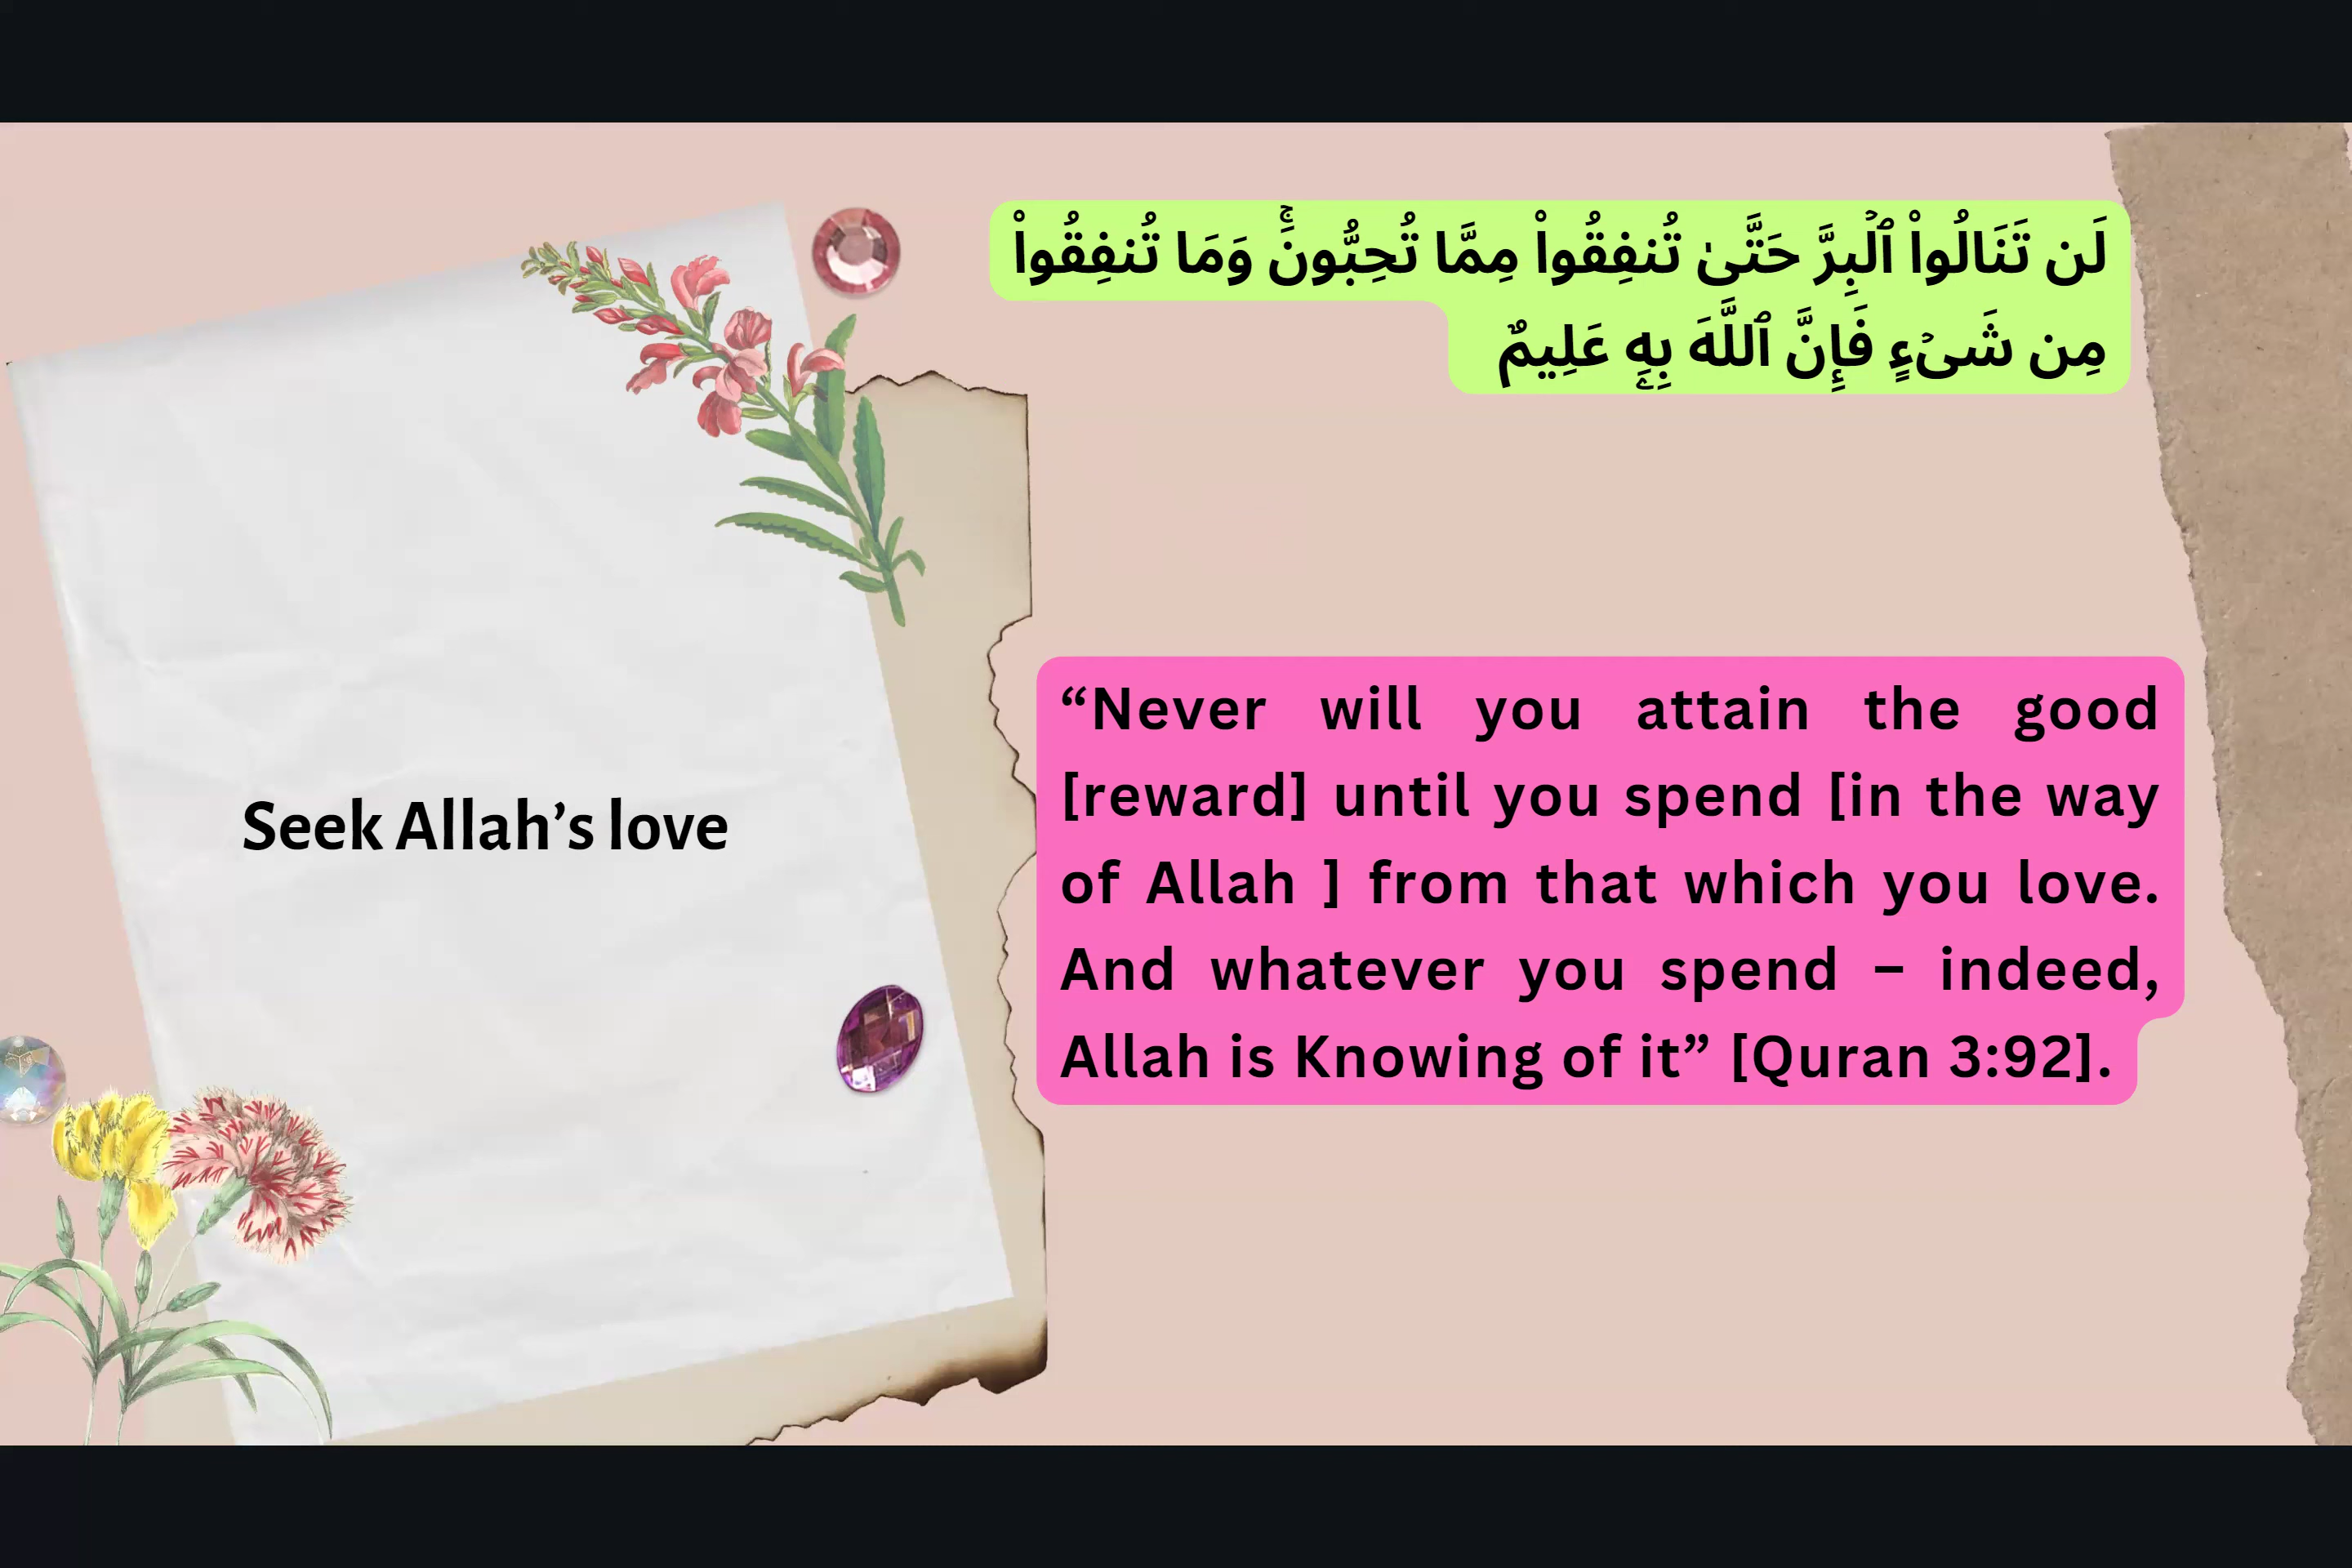 لَن تَنَالُوا۟ ٱلْبِرَّ حَتَّىٰ تُنفِقُوا۟ مِمَّا تُحِبُّونَ ۚ وَمَا تُنفِقُوا۟
مِن شَىْءٍ فَإِنَّ ٱللَّهَ بِهِۦ عَلِيمٌ
Seek Allah’s love
“Never will you attain the good
[reward] until you spend [in the way
of Allah ] from that which you love.
And whatever you spend – indeed,
Allah is Knowing of it” [Quran 3:92].